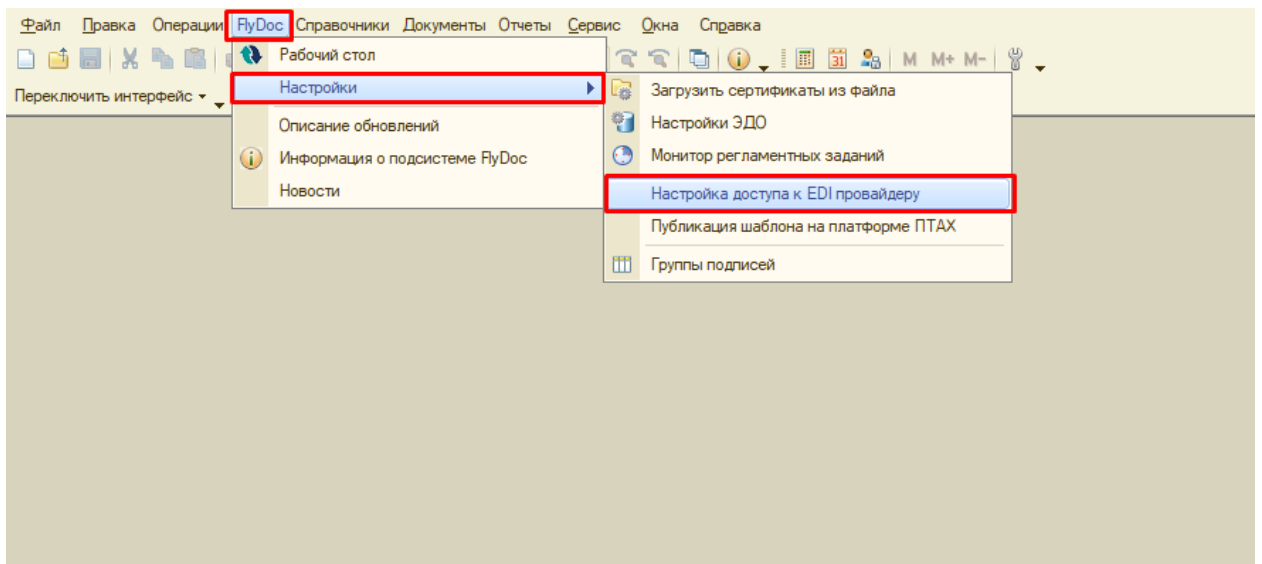 Файл Правка Операции FlyDoc Справочники Документы Отчеты Сервис Окна Справка
31 M M+ M-
Переключить интерфейс
Рабочий стол
Настройки
Описание обновлений
Информация о подсистеме FlyDoc
Новости
Загрузить сертификаты из файла
Настройки ЭДО
Монитор регламентных заданий
Настройка доступа к EDI провайдеру
Публикация шаблона на платформе ПТАХ
Группы подписей